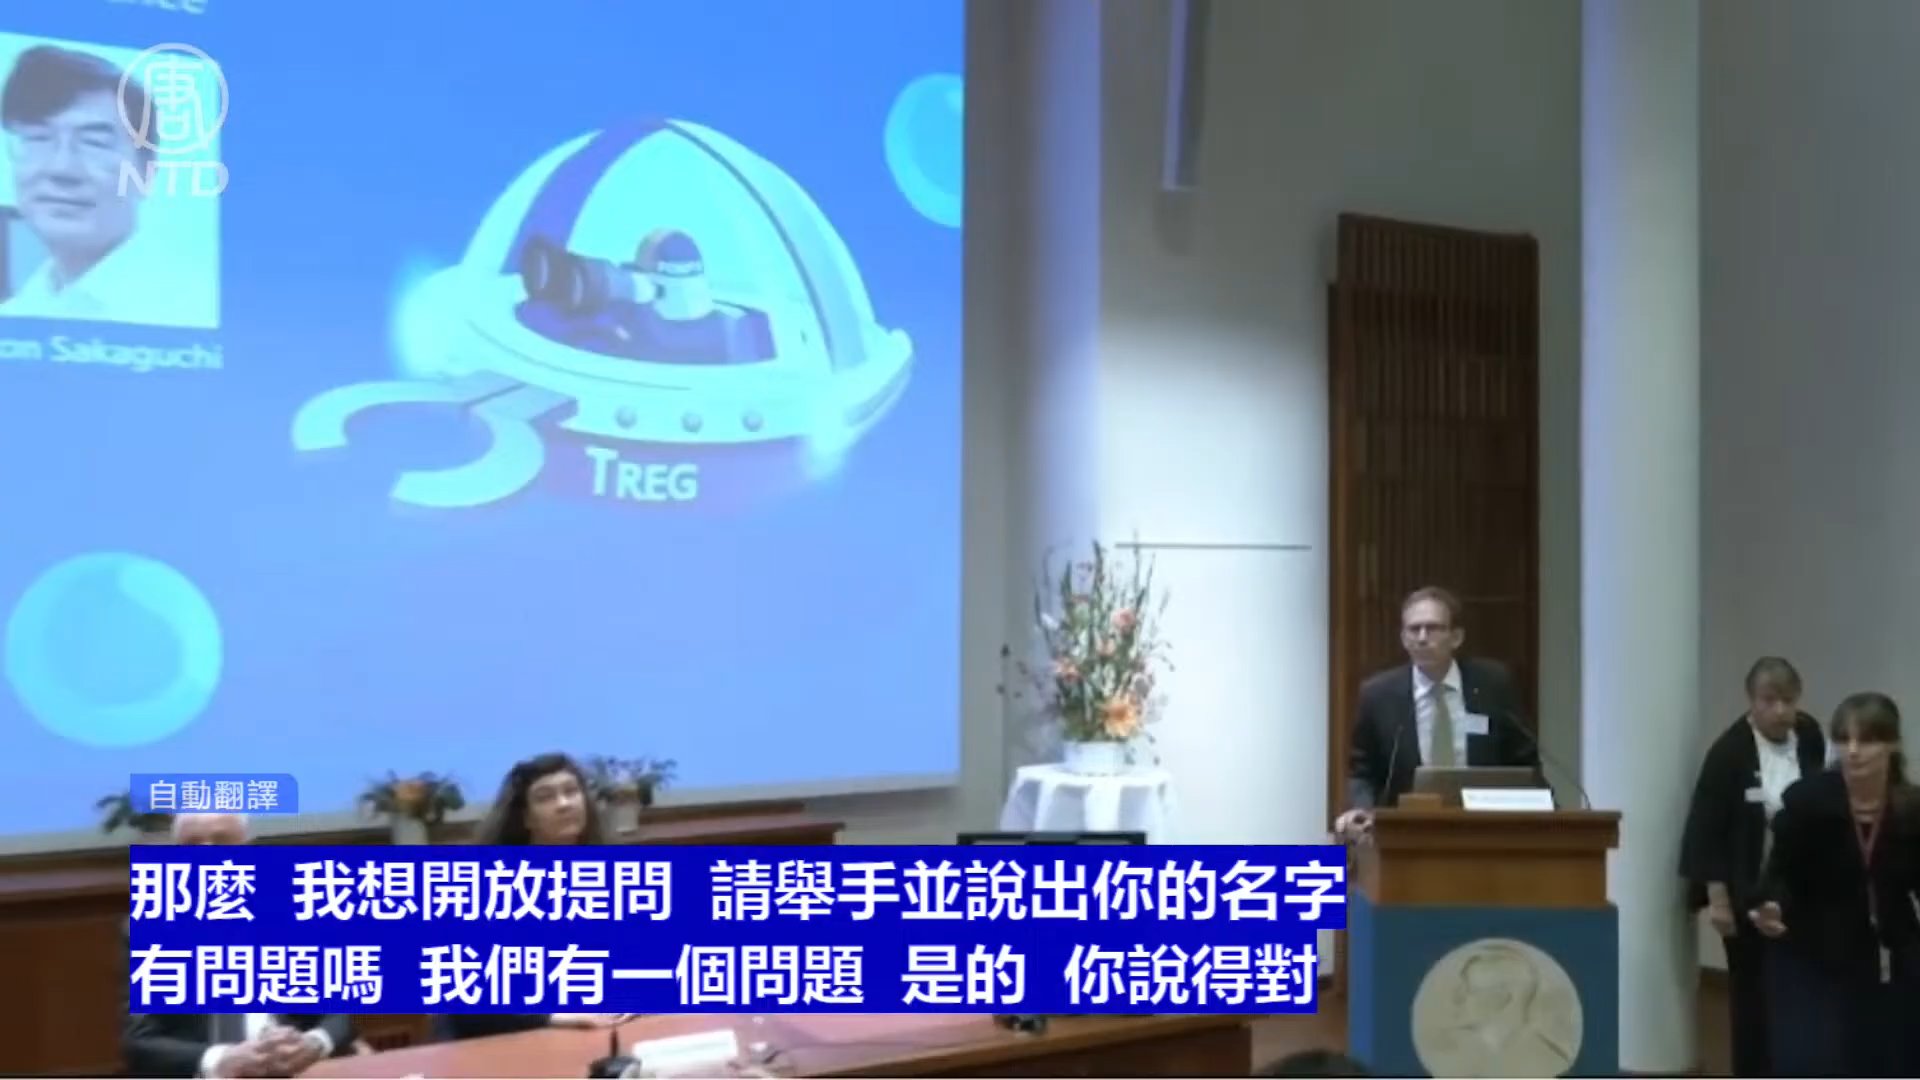 唐
NTD
on Sakaguchi
TREG
自動翻譯
那麼 我想開放提問 請舉手並說出你的名字
有問題嗎 我們有一個問題 是的 你說得對